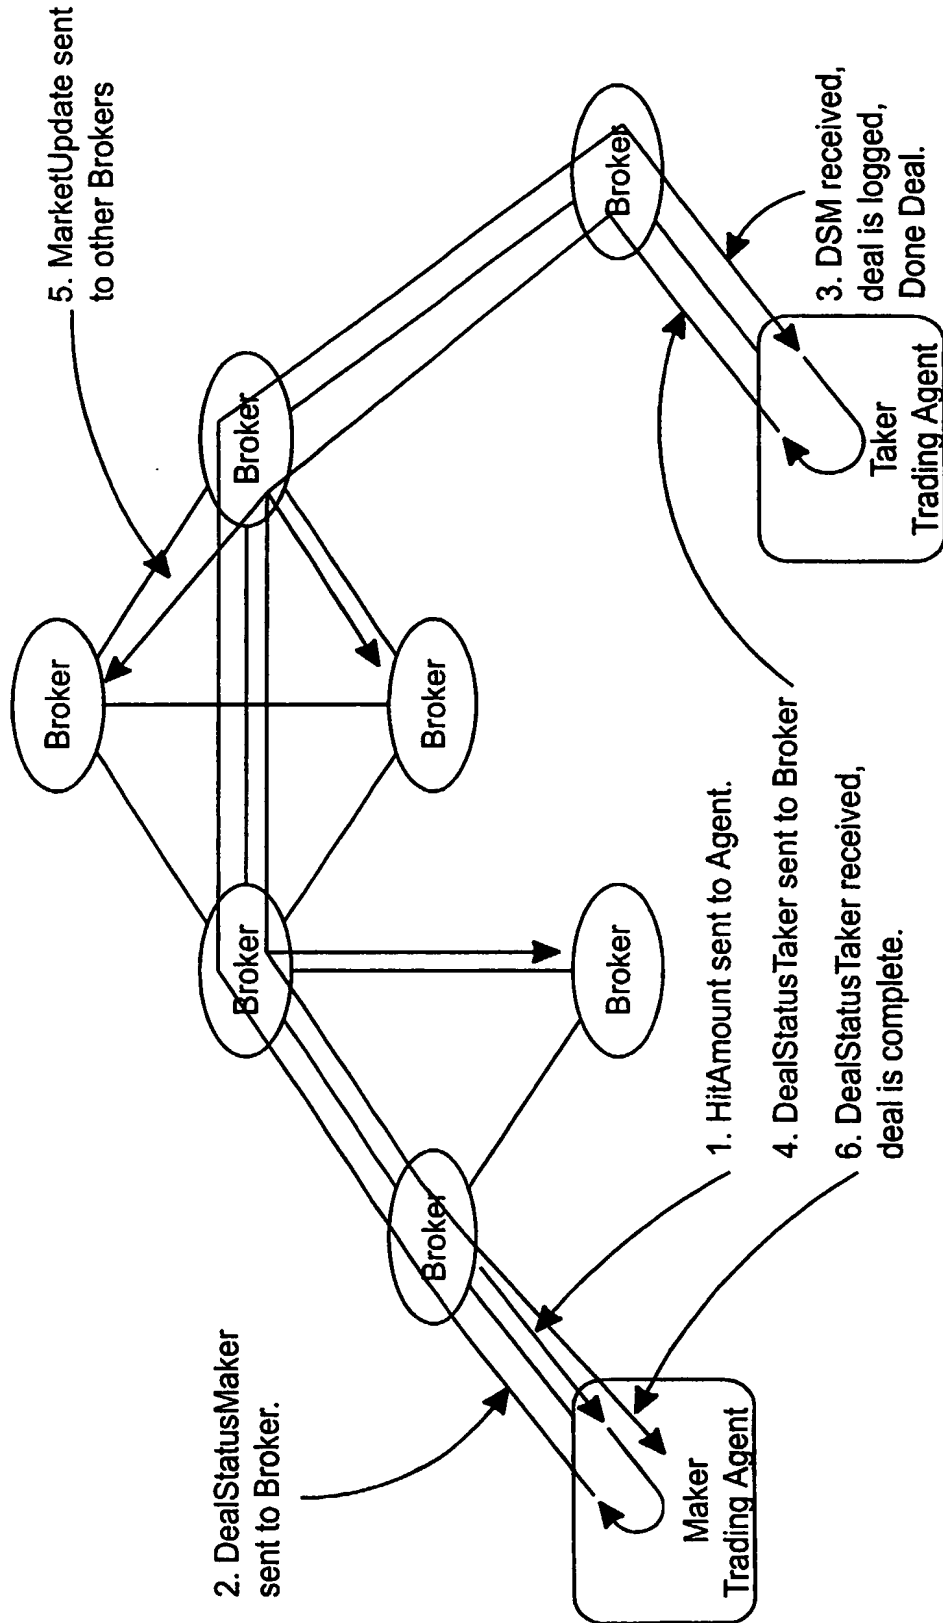 2. DealStatusMaker
sent to Broker.
5. MarketUpdate sent
to other Brokers
Broker
Broker
Broker
Broker
Broker
Broker
Broker
Maker
Trading Agent
1. HitAmount sent to Agent.
4. DealStatusTaker sent to Broker
6. DealStatusTaker received,
deal is complete.
Taker
Trading Agent
3. DSM received,
deal is logged,
Done Deal.